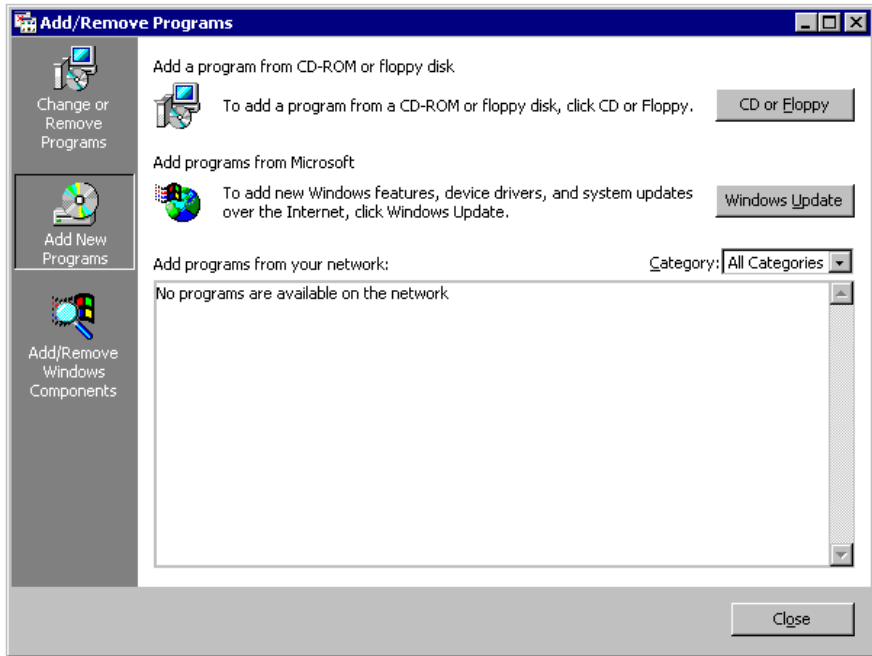 Add/Remove Programs
Change or
Remove
Programs
Add New
Programs
Add/Remove
Windows
Components
Add a program from CD-ROM or floppy disk
To add a program from a CD-ROM or floppy disk, click CD or Floppy.
CD or Floppy
Add programs from Microsoft
To add new Windows features, device drivers, and system updates
over the Internet, click Windows Update.
Windows Update
Add programs from your network:
Category: All Categories
No programs are available on the network
Close